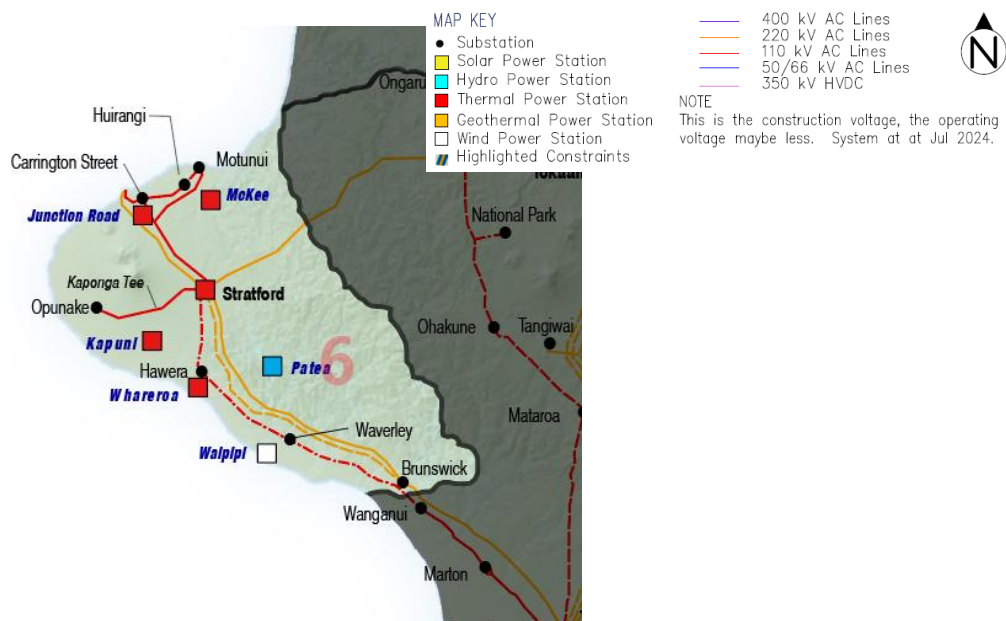 MAP KEY
Substation
Solar Power Station
Hydro Power Station
Thermal Power Station
Geothermal Power Station
Wind Power Station
Highlighted Constraints
400 kV AC Lines
220 kV AC Lines
110 kV AC Lines
50/66 kV AC Lines
350 kV HVDC
NOTE
This is the construction voltage, the operating
voltage maybe less. System at at Jul 2024.
N
Huirangi
Carrington Street
Motunui
McKee
Junction Road
National Park
Kaponga Tee
Opunake
Stratford
Ohakune
Tangiwai
Kapuni
Hawera
Patea
6
Whareroa
Mataroa
Waverley
Waipipi
Brunswick
Wanganui
Marton